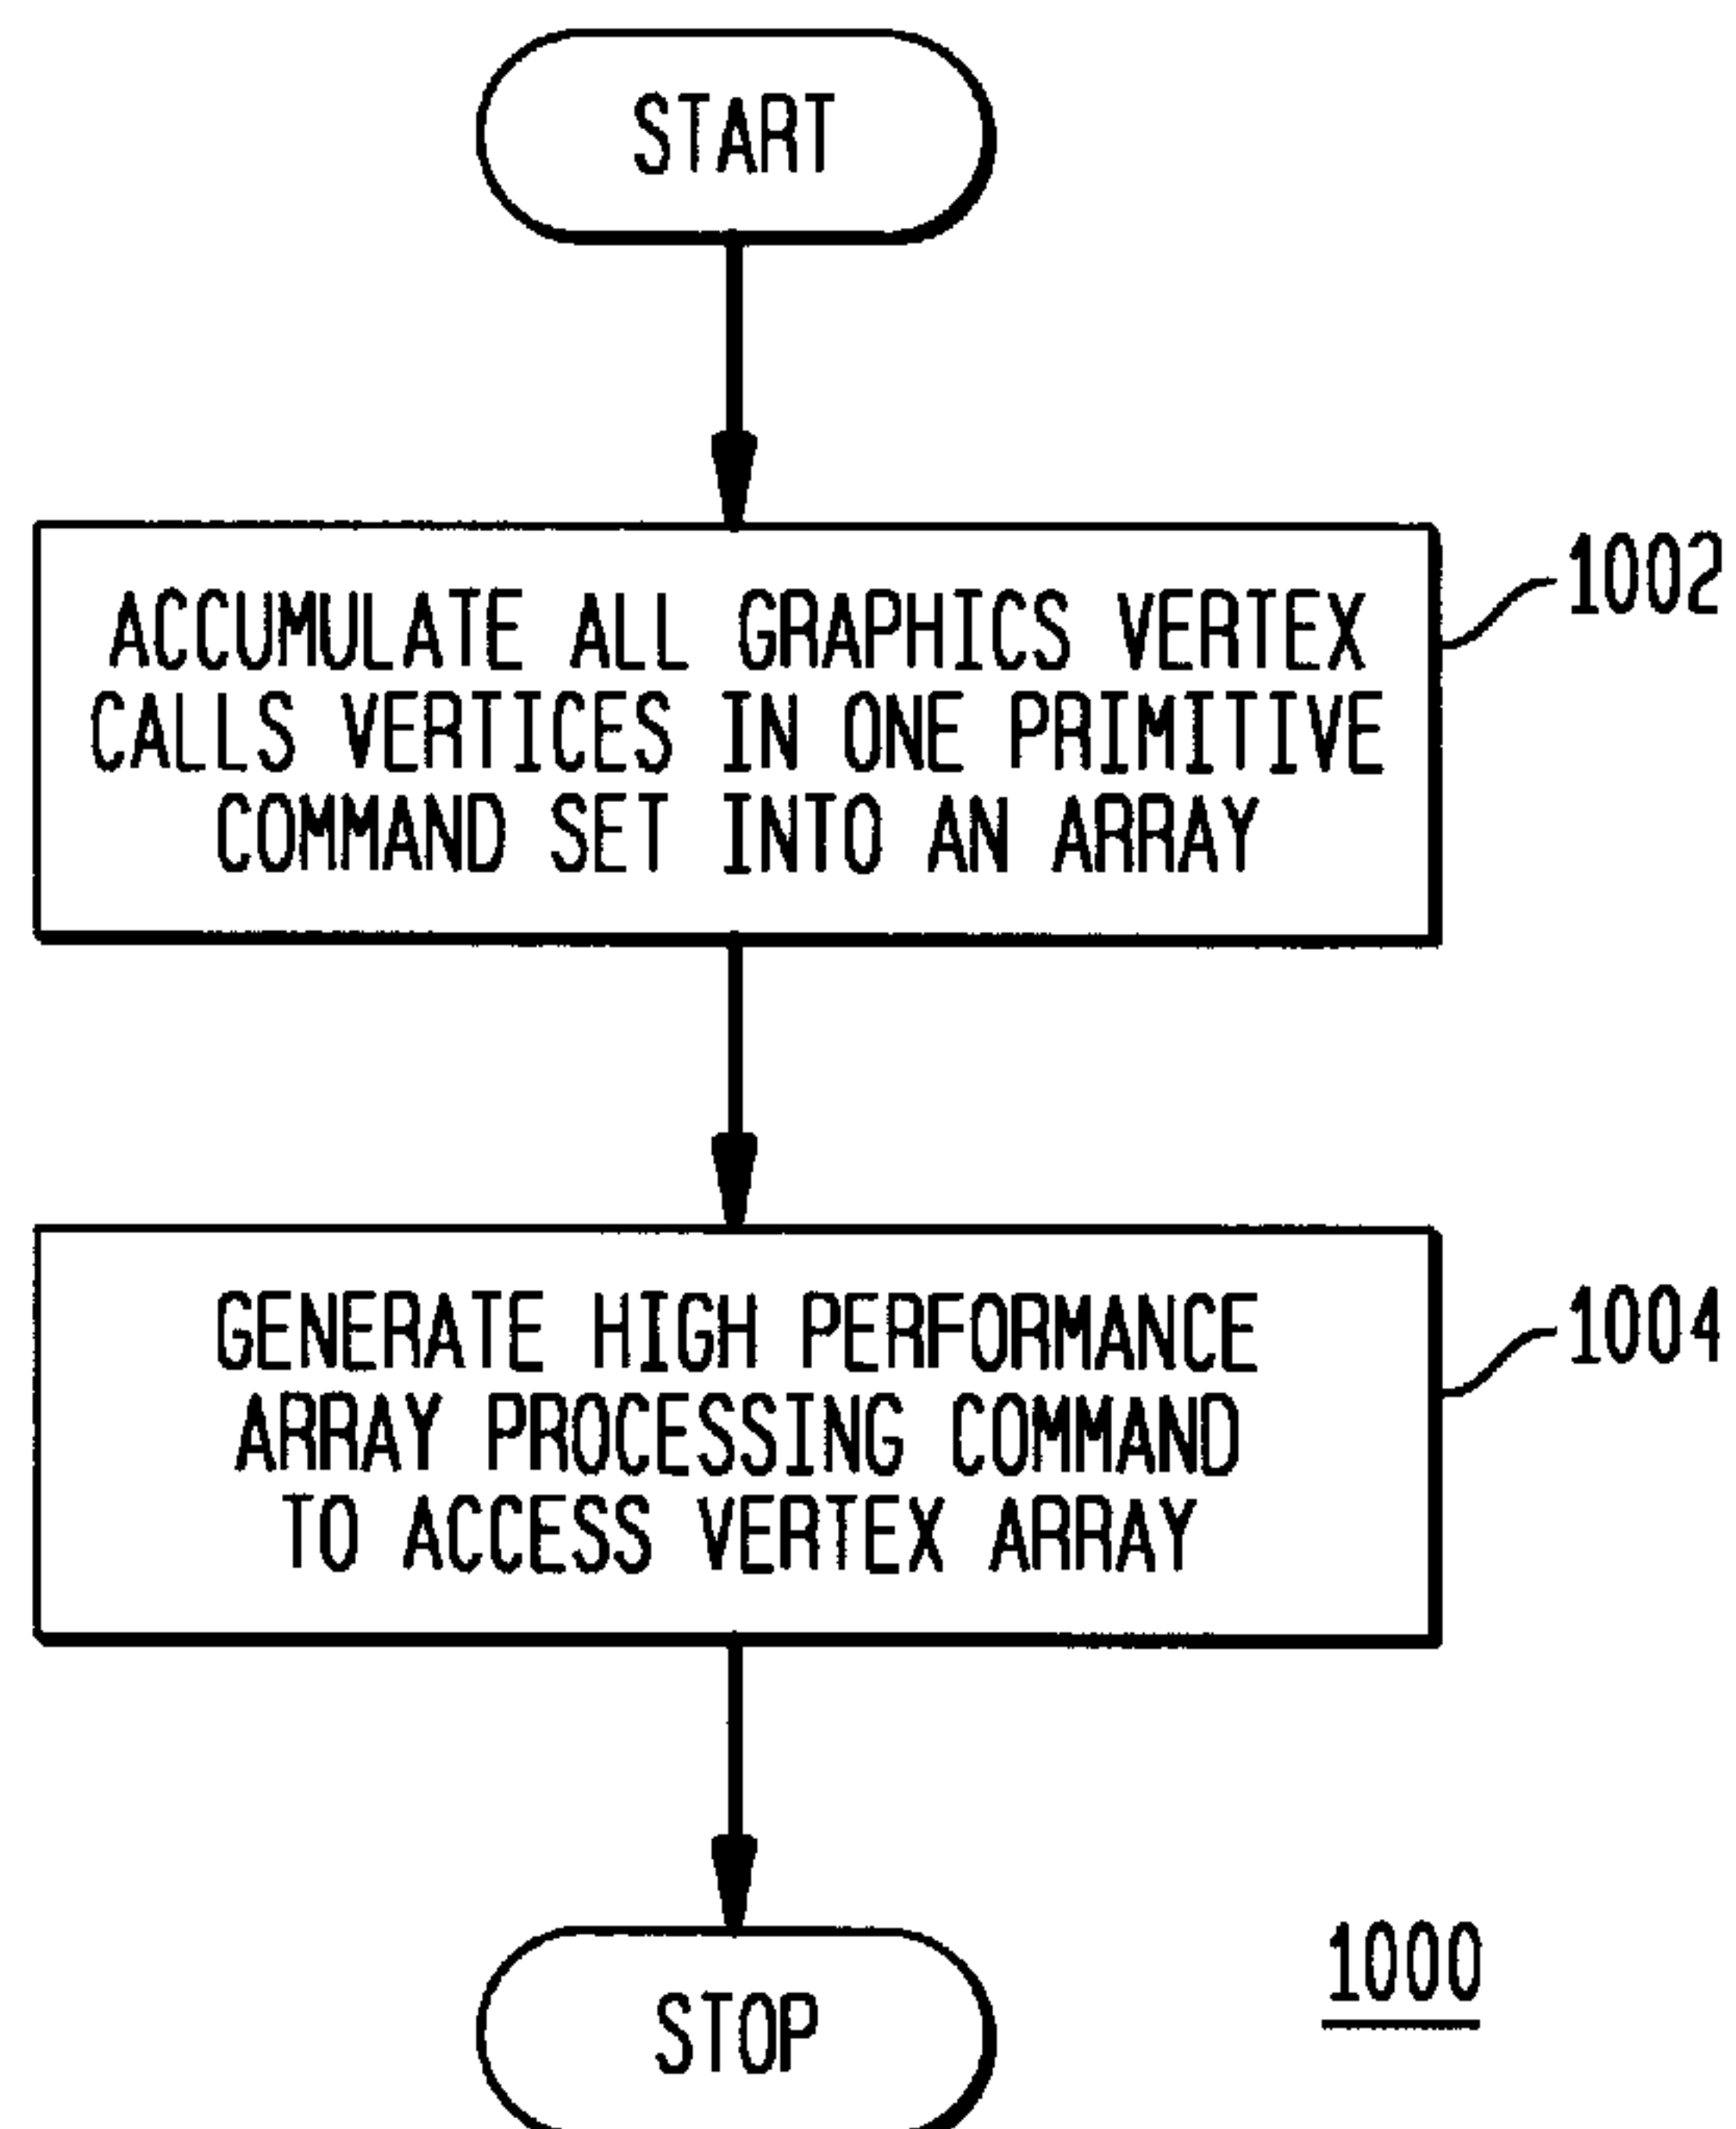 START
ACCUMULATE ALL GRAPHICS VERTEX
CALLS VERTICES IN ONE PRIMITIVE
COMMAND SET INTO AN ARRAY
1002
GENERATE HIGH PERFORMANCE
ARRAY PROCESSING COMMAND
TO ACCESS VERTEX ARRAY
1004
STOP
1000